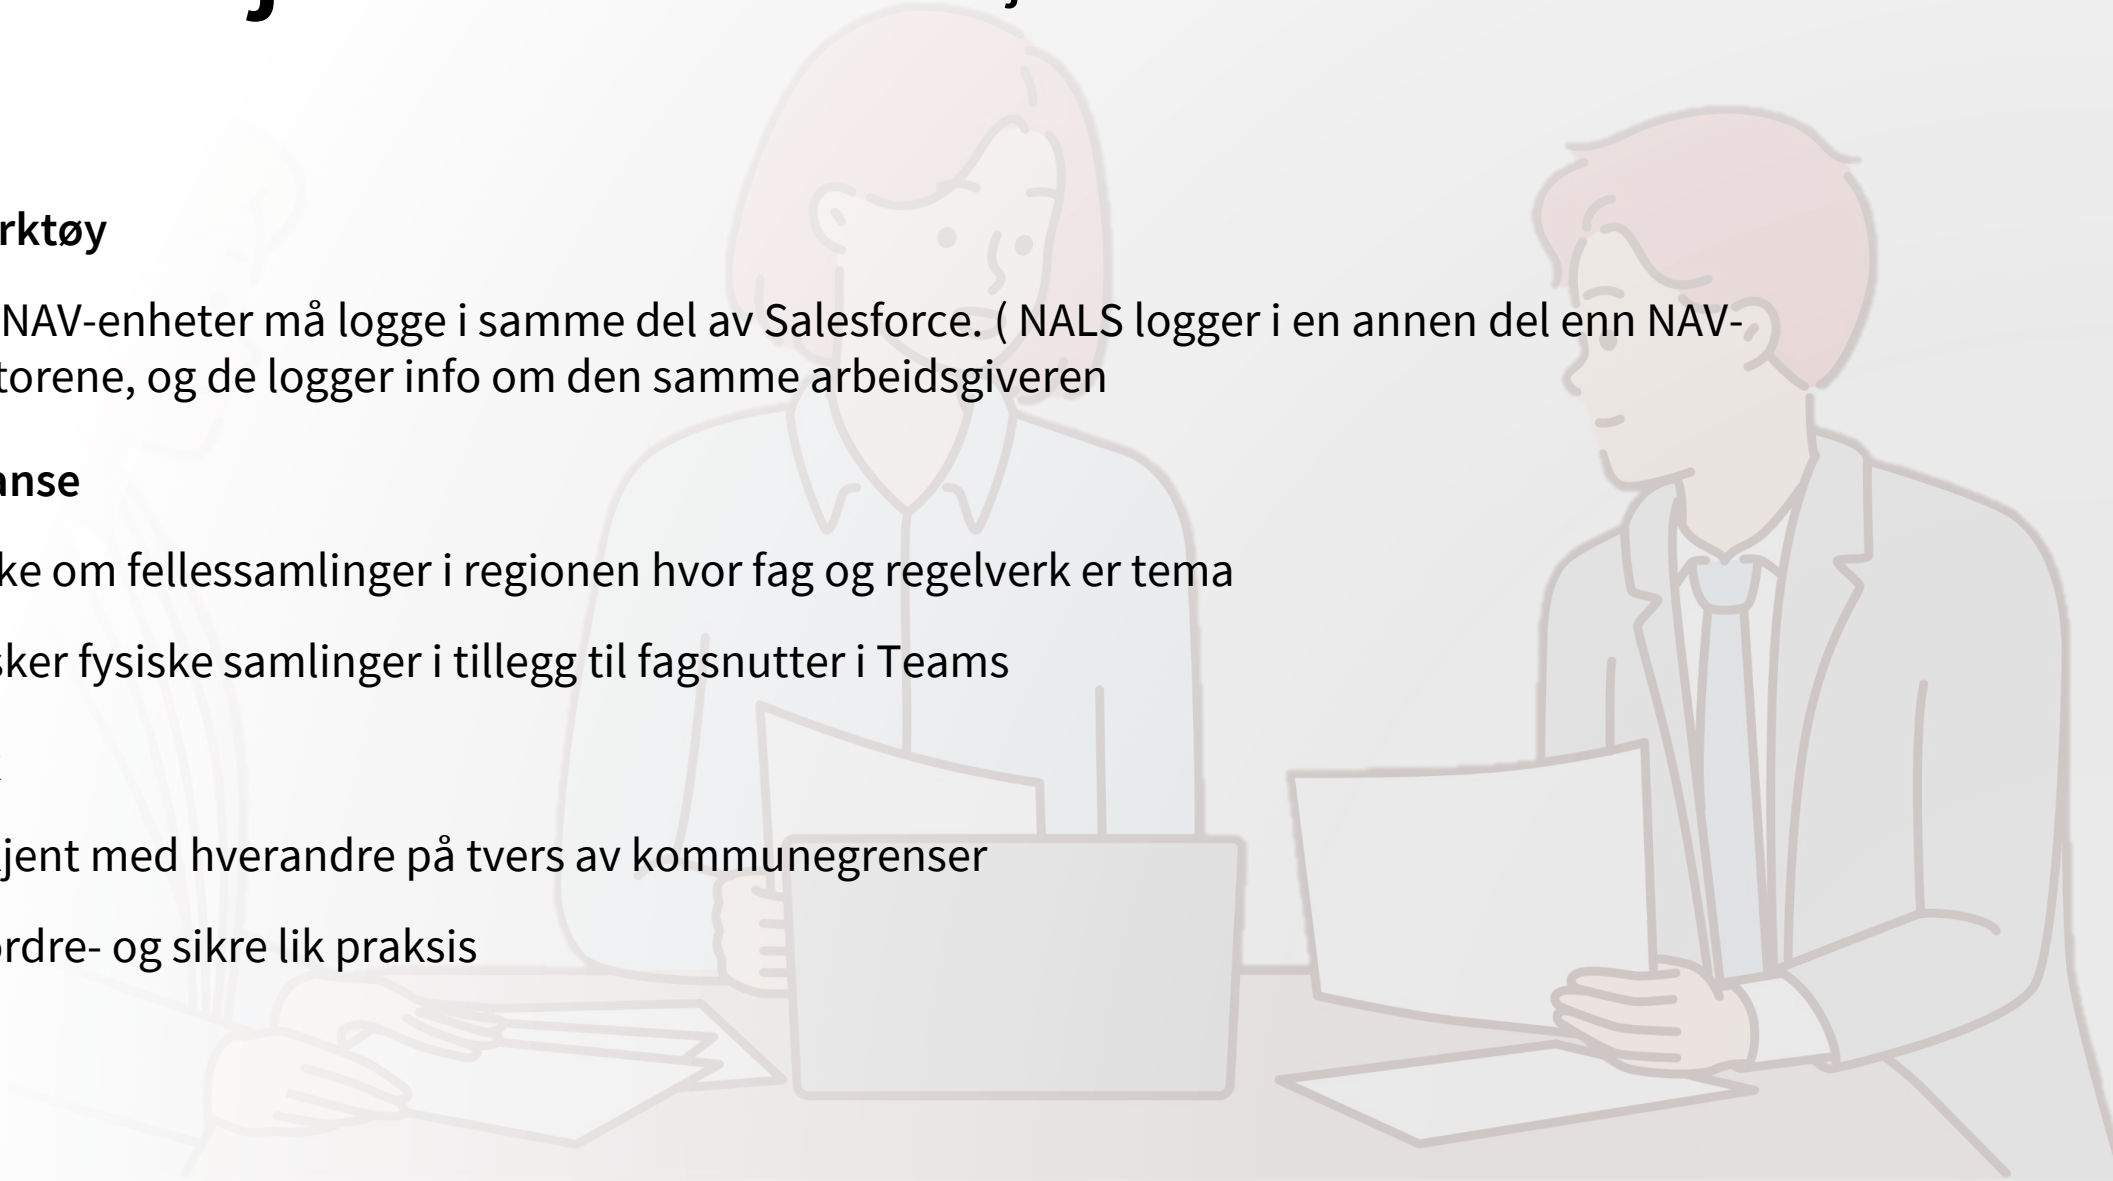 rktøy
NAV-enheter må logge i samme del av Salesforce. ( NALS logger i en annen del enn NAV-
torene, og de logger info om den samme arbeidsgiveren
anse
ke om fellessamlinger i regionen hvor fag og regelverk er tema
sker fysiske samlinger i tillegg til fagsnutter i Teams
jent med hverandre på tvers av kommunegrenser
ordre- og sikre lik praksis